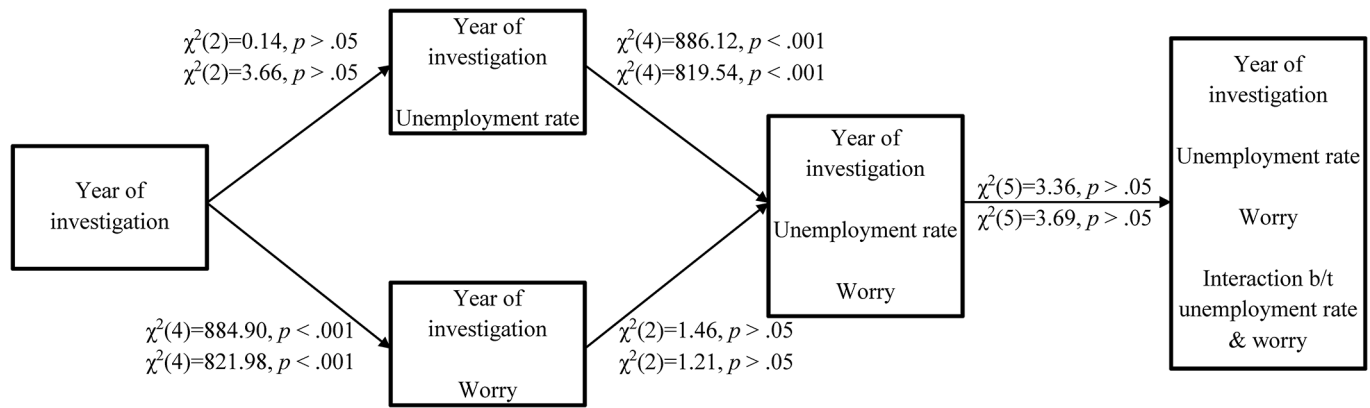 Year of
investigation
χ²(2)=0.14, p > .05
χ²(2)=3.66, p > .05
Year of
investigation
Unemployment rate
χ²(4)=884.90, p < .001
χ²(4)=821.98, p < .001
Year of
investigation
Worry
χ²(4)=886.12, p < .001
χ²(4)=819.54, p < .001
χ²(2)=1.46, p > .05
χ²(2)=1.21, p > .05
Year of
investigation
Unemployment rate
Worry
χ²(5)=3.36, p > .05
χ²(5)=3.69, p > .05
Year of
investigation
Unemployment rate
Worry
Interaction b/t
unemployment rate
& worry